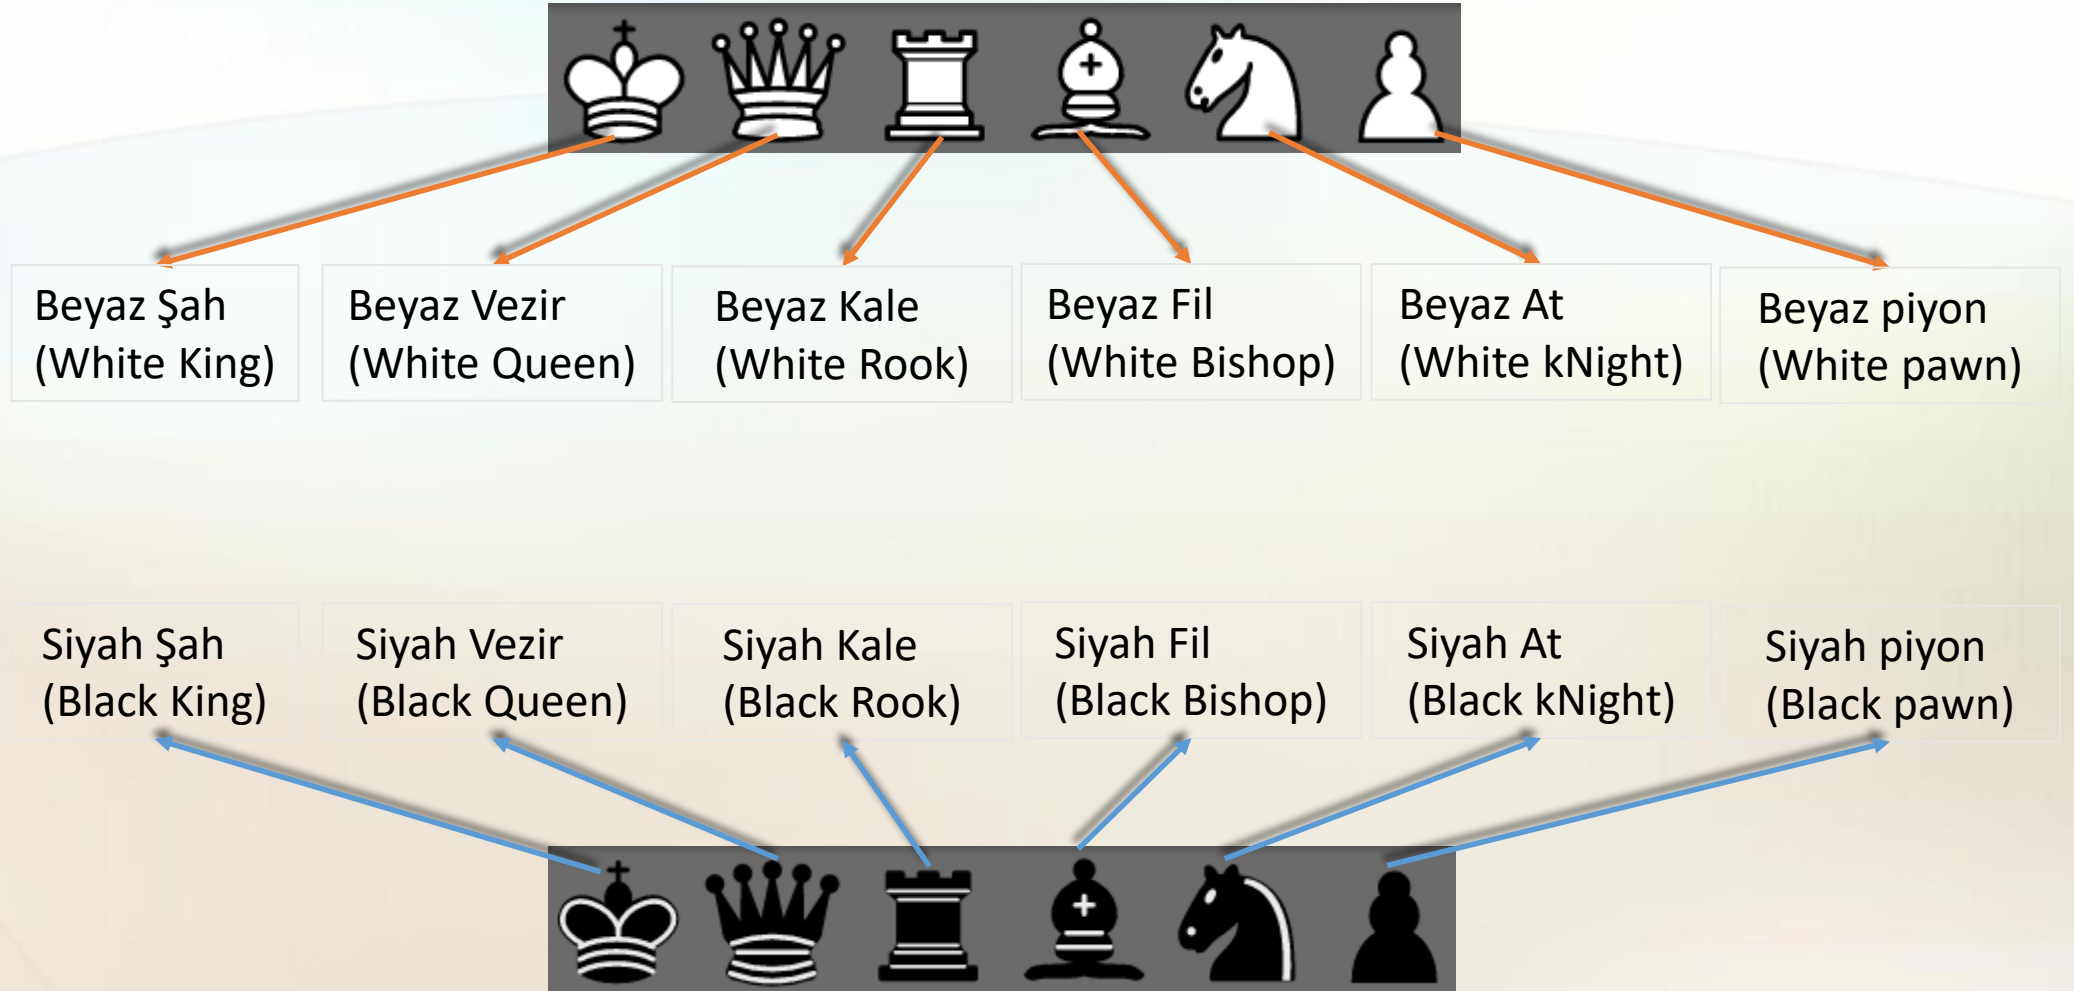 Beyaz Şah
(White King)
Beyaz Vezir
(White Queen)
Beyaz Kale
(White Rook)
Beyaz Fil
(White Bishop)
Beyaz At
(White kNight)
Beyaz piyon
(White pawn)
Siyah Şah
(Black King)
Siyah Vezir
(Black Queen)
Siyah Kale
(Black Rook)
Siyah Fil
(Black Bishop)
Siyah At
(Black kNight)
Siyah piyon
(Black pawn)